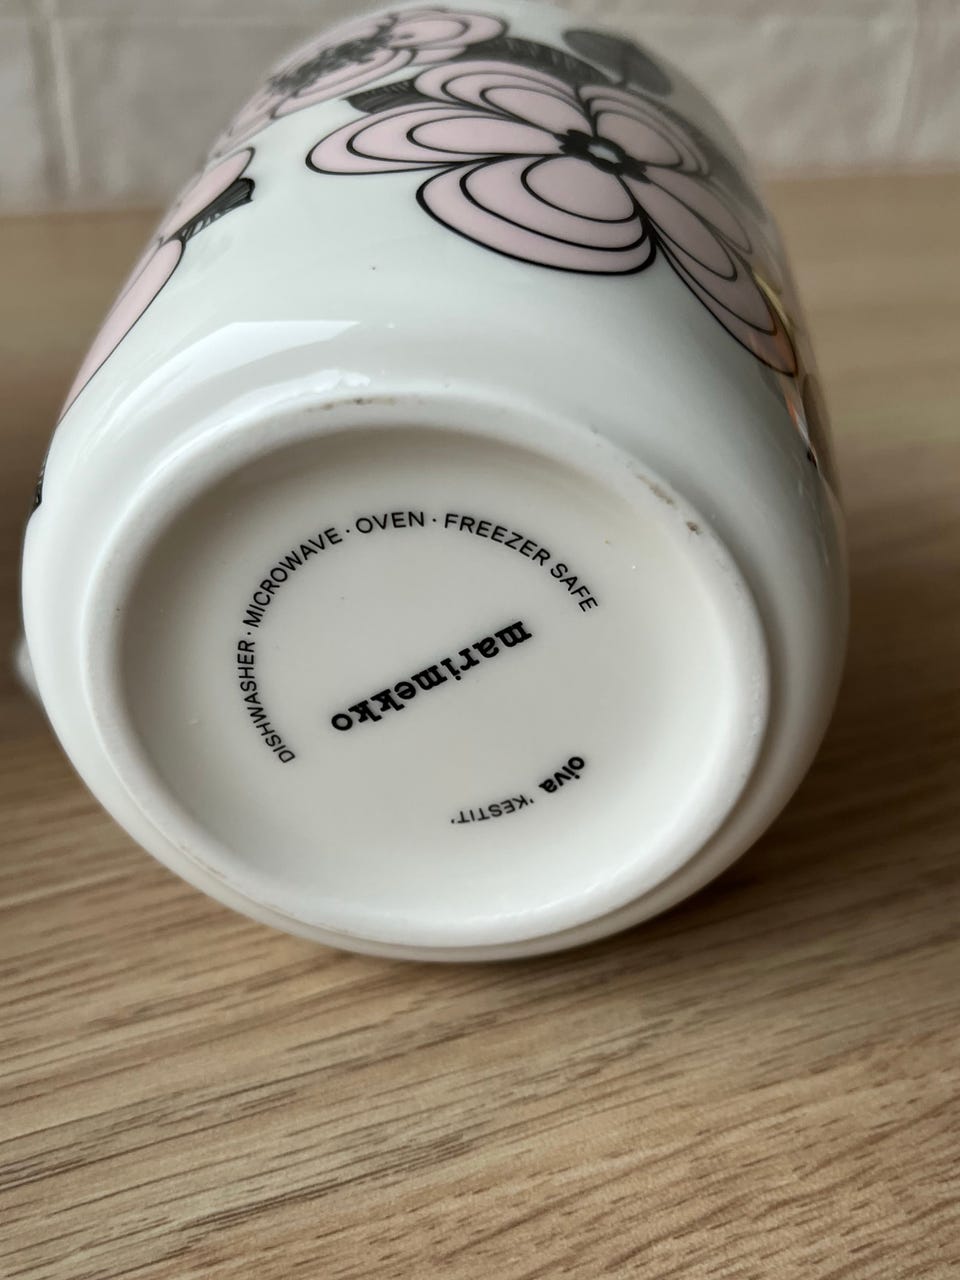 DISHWASHER · MICROWAVE · OVEN · FREEZER SAFE
marimekko
oiva 'KESTIT'